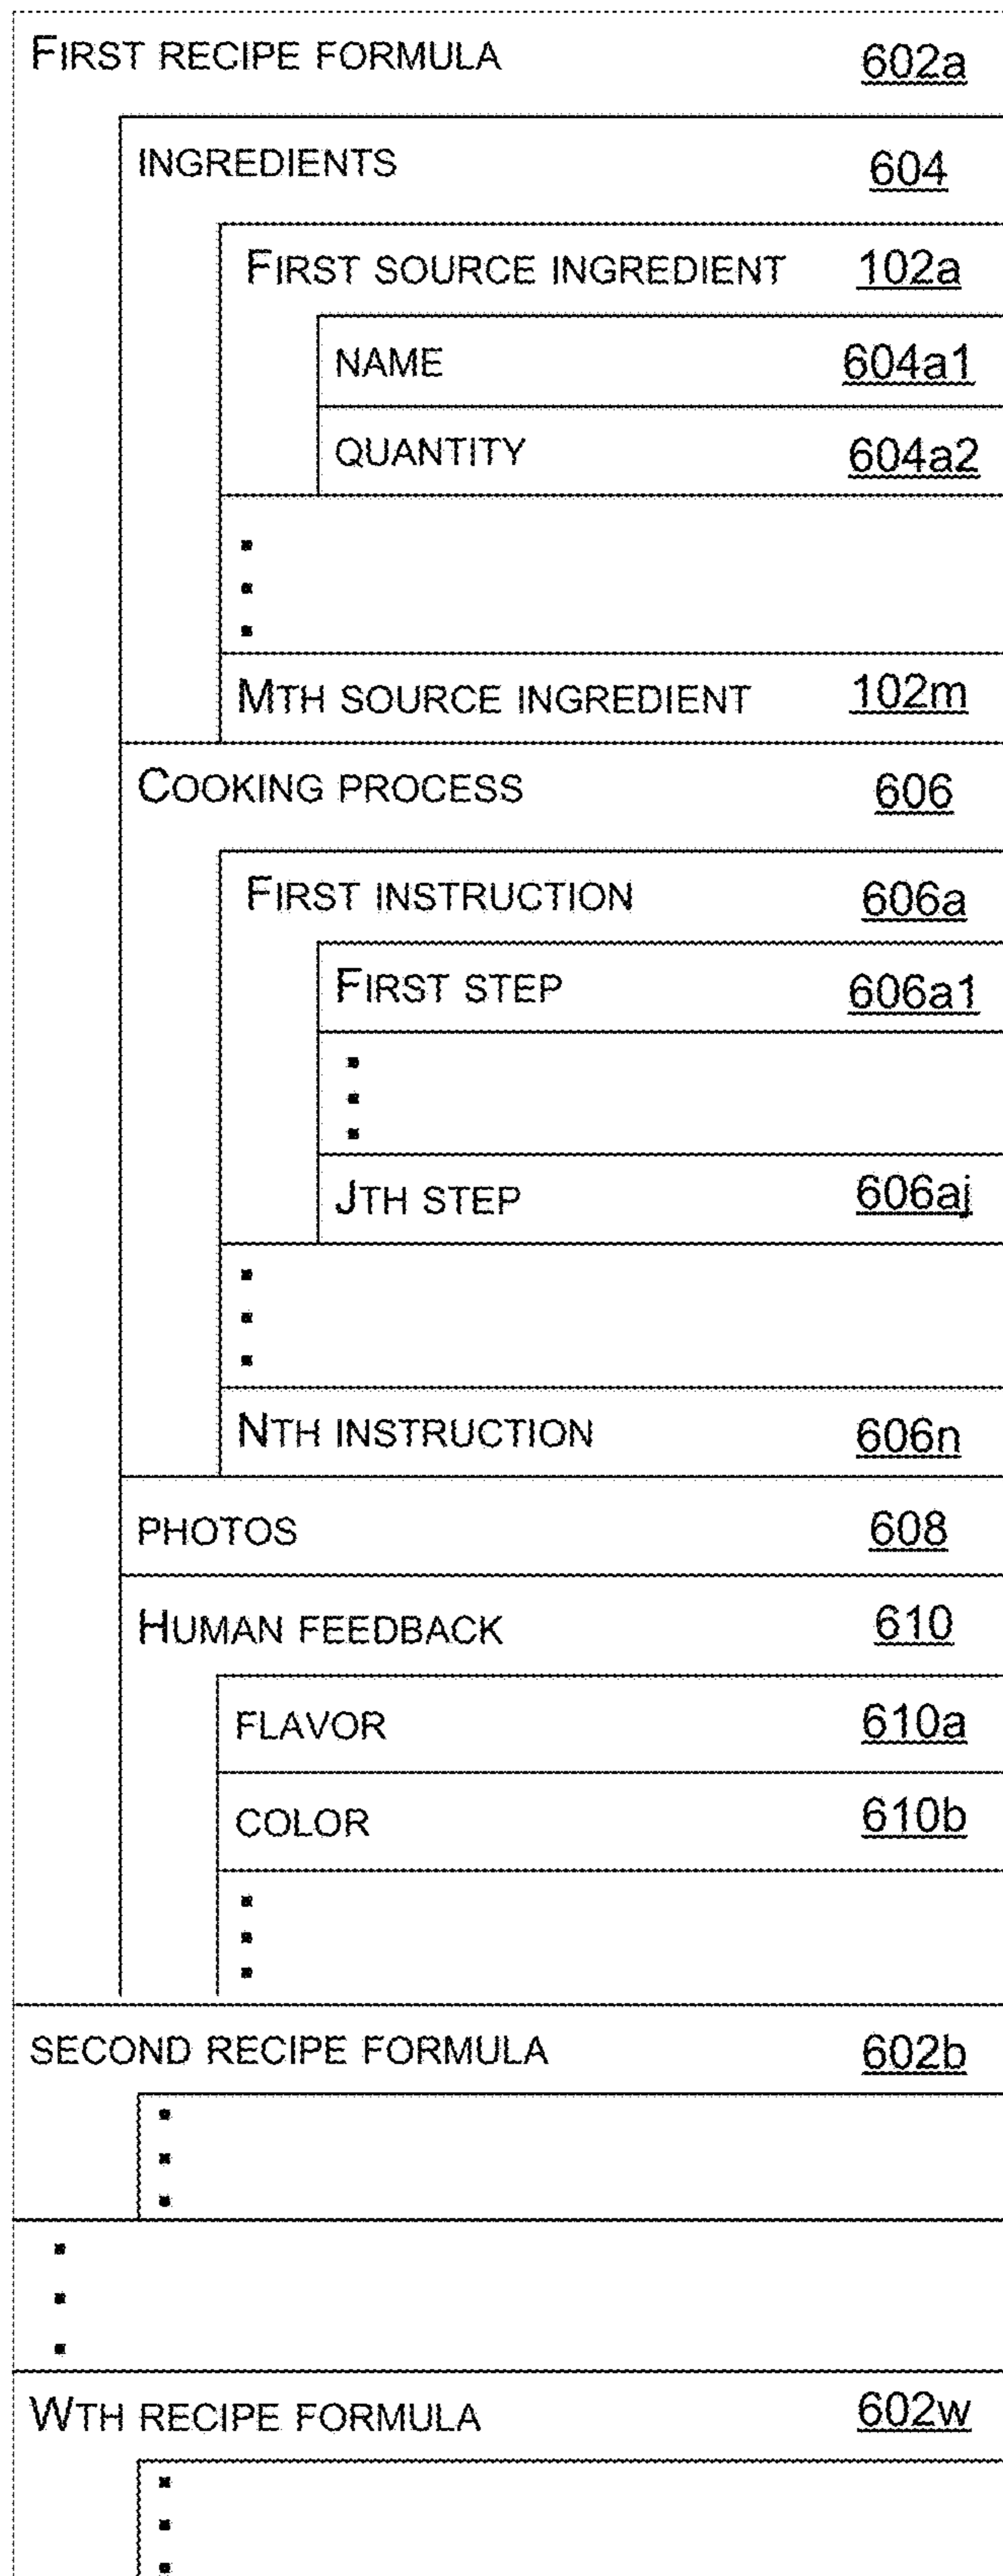 FIRST RECIPE FORMULA 602a
INGREDIENTS 604
FIRST SOURCE INGREDIENT 102a
NAME 604a1
QUANTITY 604a2
MTH SOURCE INGREDIENT 102m
COOKING PROCESS 606
FIRST INSTRUCTION 606a
FIRST STEP 606a1
JTH STEP 606aj
NTH INSTRUCTION 606n
PHOTOS 608
HUMAN FEEDBACK 610
FLAVOR 610a
COLOR 610b
SECOND RECIPE FORMULA 602b
WTH RECIPE FORMULA 602w